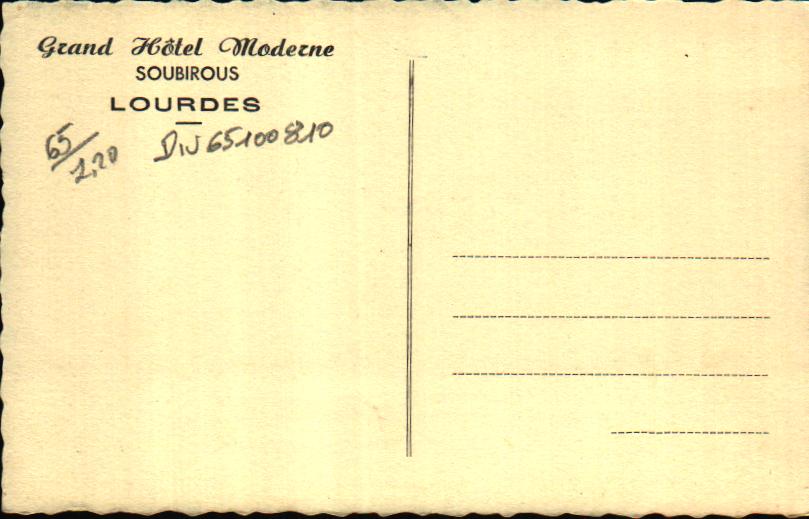 Grand Hôtel Moderne
SOUBIROUS
LOURDES
65/1,20 Div 65100810